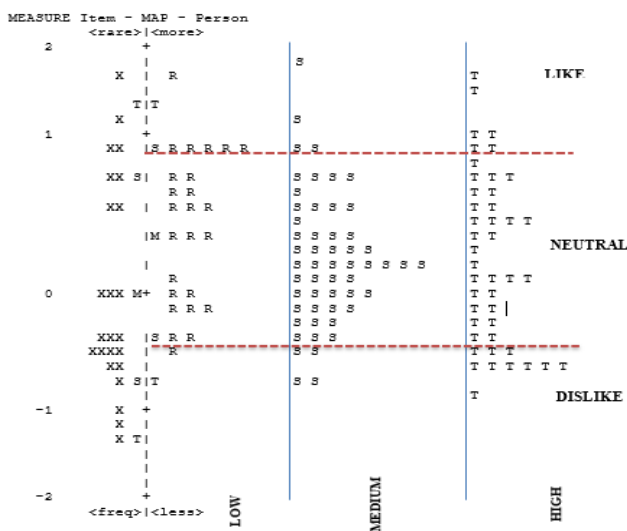 MEASURE Item - MAP - Person
<rare>|<more>
2 +
| S
X | R T LIKE
| T
T|T
X | S
1 + T T
XX |S R R R R R S S T T
| T
XX S| R R S S S S T T T
| R R S S T T
XX | R R R S S S S T T
| S T T T T
|M R R R S S S S T T
| S S S S S T NEUTRAL
| S S S S S S S S T
| R S S S S T T T T
0 XXX M+ R R S S S S S T T
| R R R S S S S T T |
| S S S T T
XXX |S R R S S S T T
XXXX | R S S T T T
XX | T T T T T T
X S|T S S
| T DISLIKE
-1 X +
X |
X T|
|
|
|
-2 +
<freq>|<less>
LOW
MEDIUM
HIGH